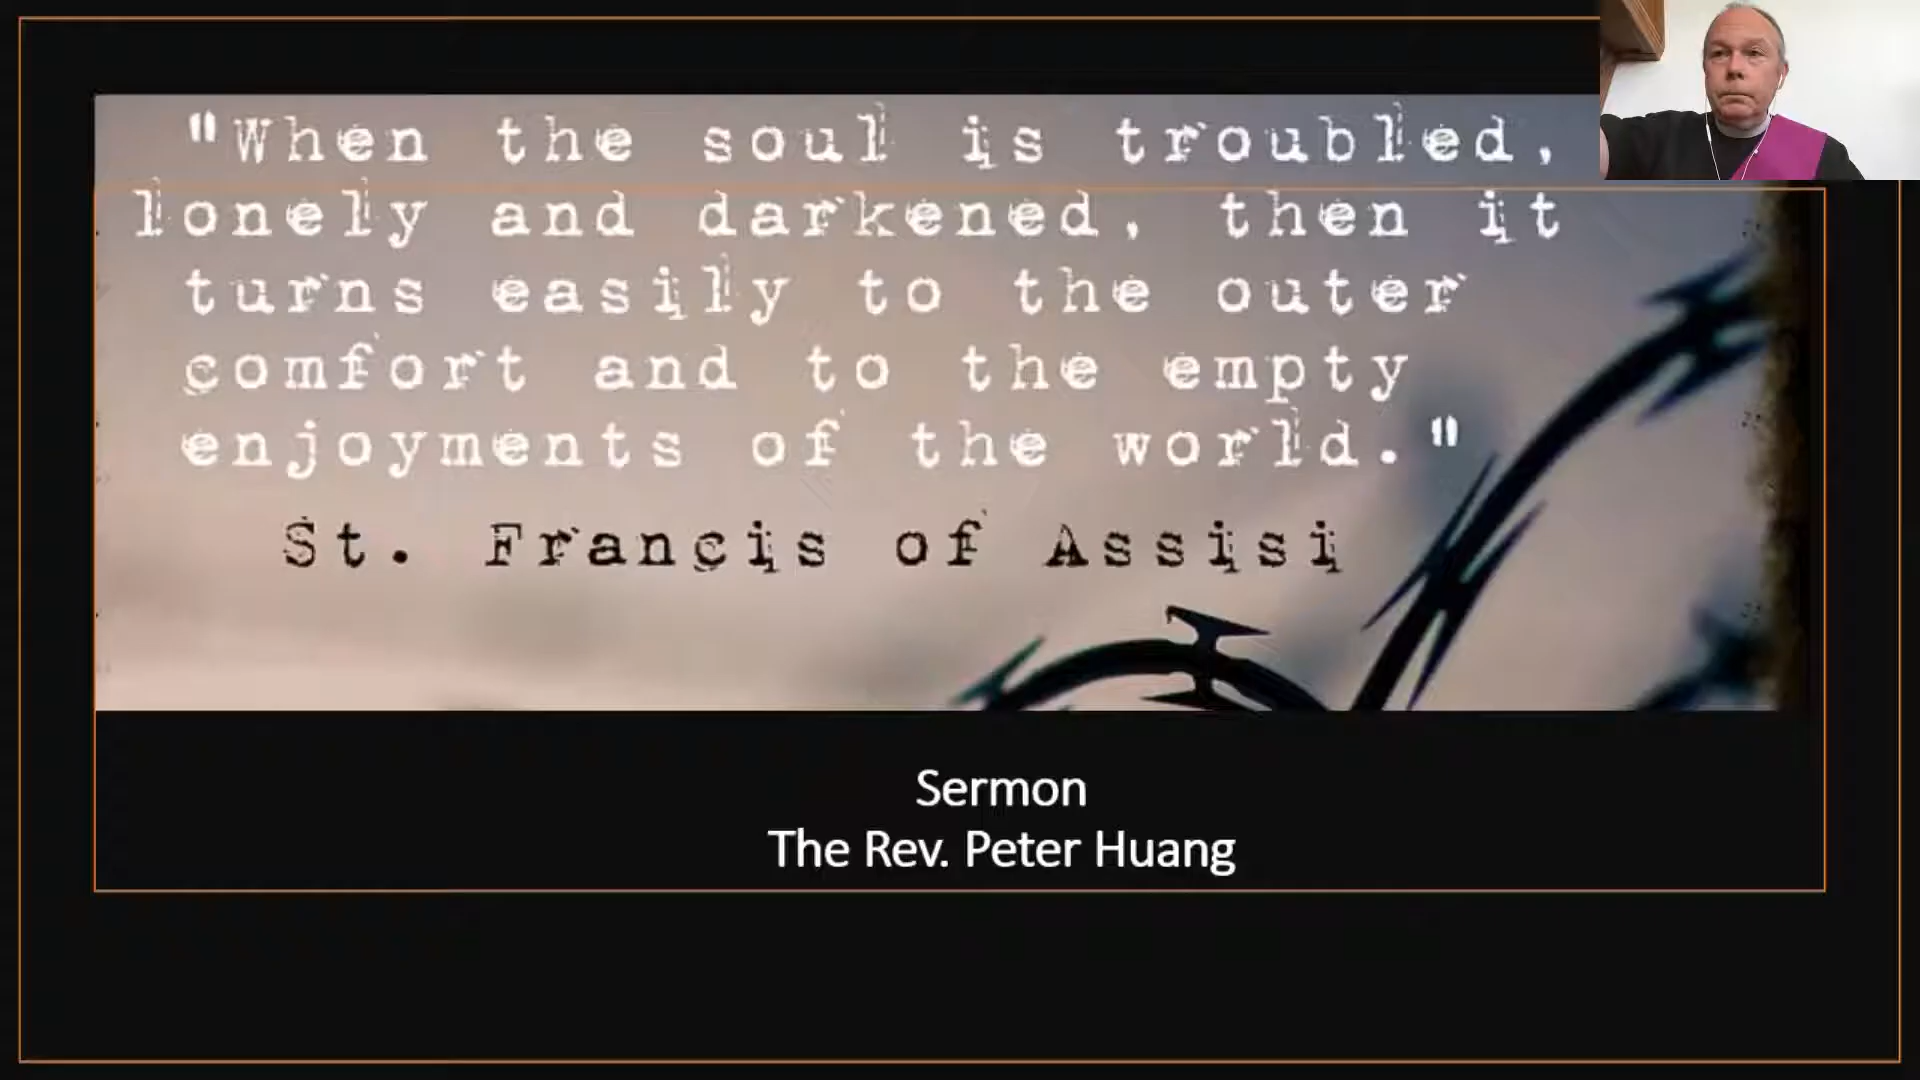 "When the soul is troubled,
lonely and darkened, then it
turns easily to the outer
comfort and to the empty
enjoyments of the world."
St. Francis of Assisi
Sermon
The Rev. Peter Huang